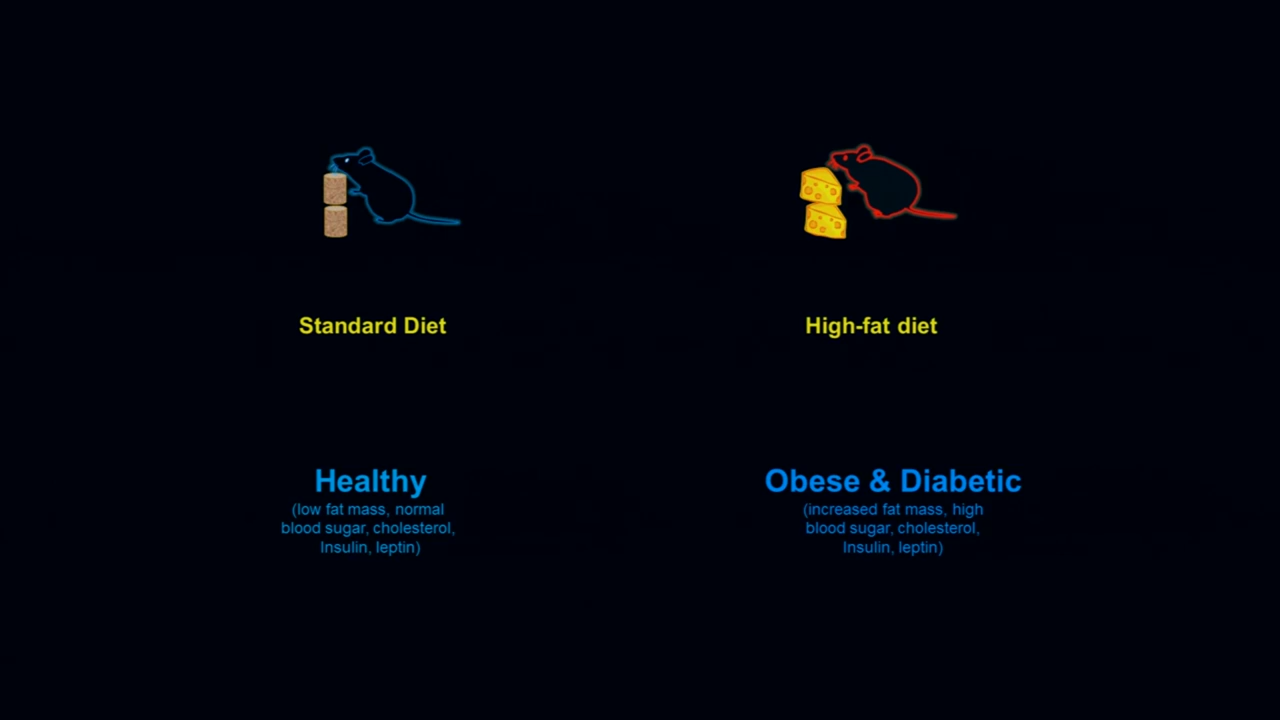 Standard Diet
High-fat diet
Healthy
(low fat mass, normal
blood sugar, cholesterol,
Insulin, leptin)
Obese & Diabetic
(increased fat mass, high
blood sugar, cholesterol,
Insulin, leptin)